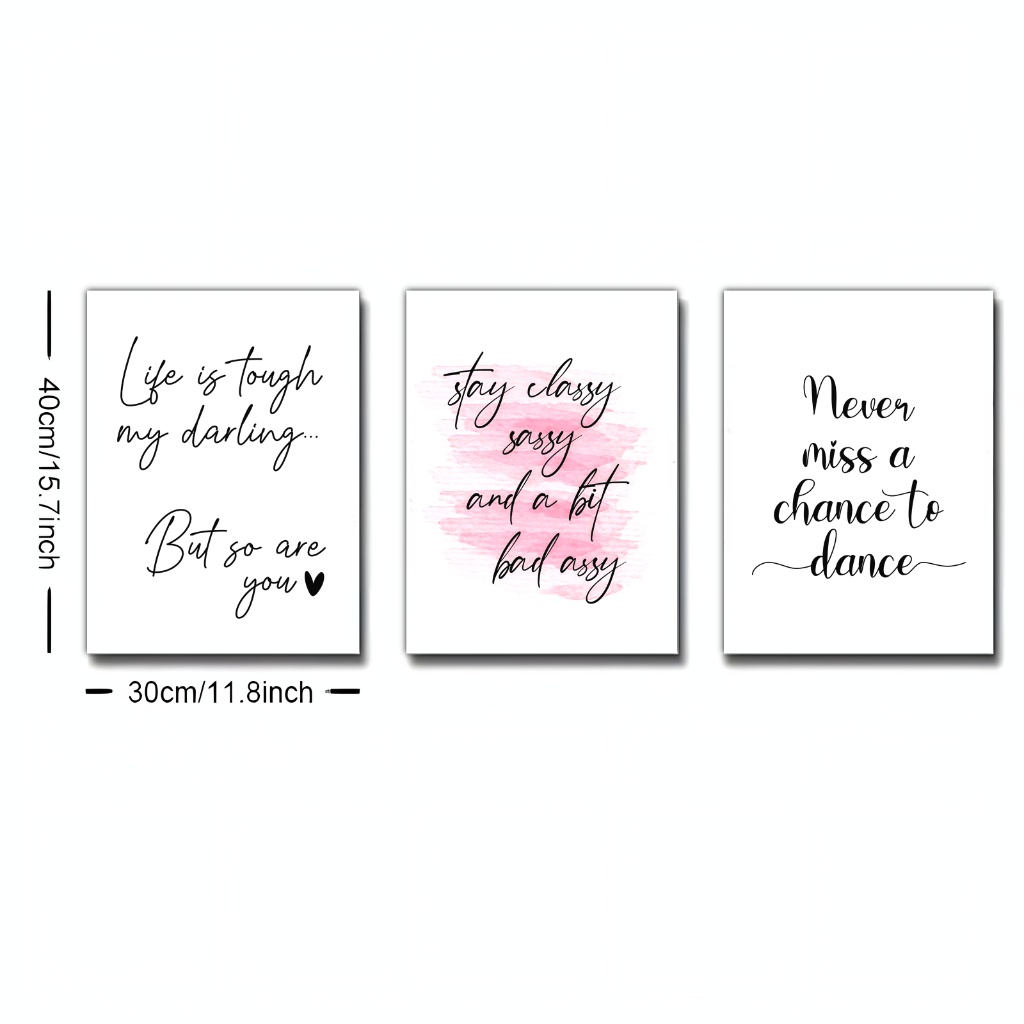 40cm/15.7inch
Life is tough
my darling...
But so are
you
stay classy
sassy
and a bit
bad assy
Never
miss a
chance to
dance
30cm/11.8inch